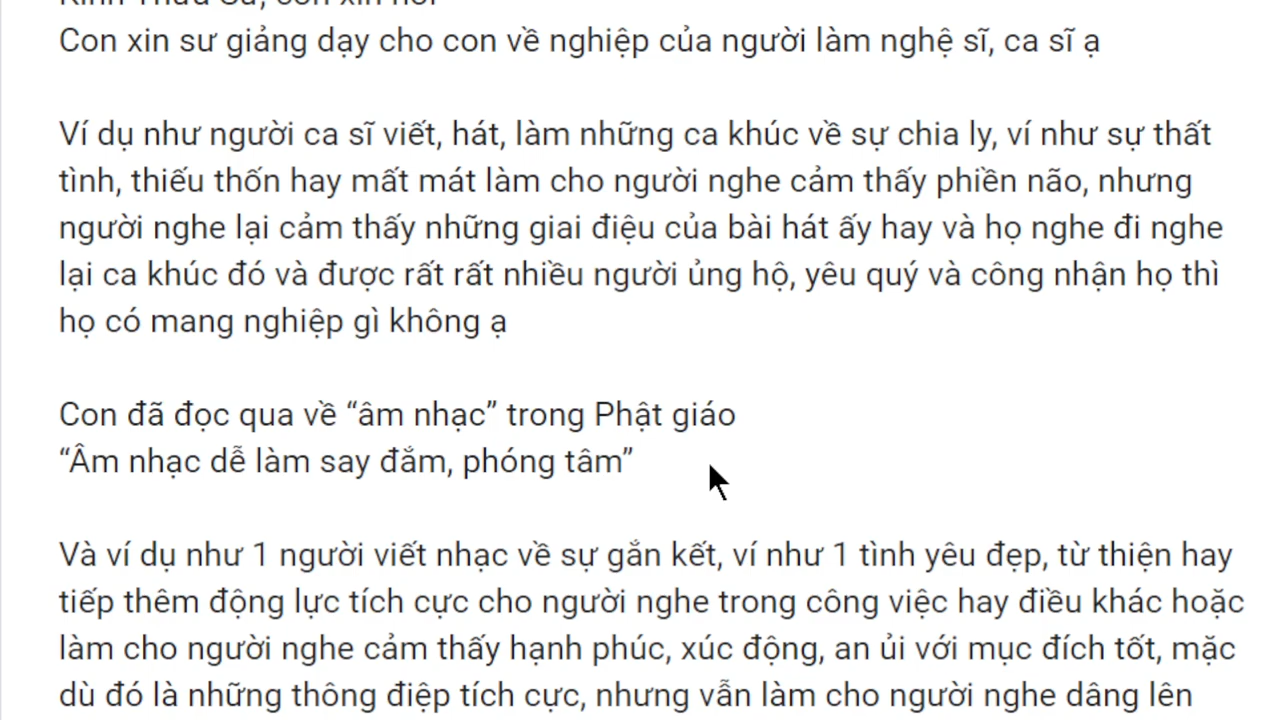 Con xin sư giảng dạy cho con về nghiệp của người làm nghệ sĩ, ca sĩ ạ
Ví dụ như người ca sĩ viết, hát, làm những ca khúc về sự chia ly, ví như sự thất
tình, thiếu thốn hay mất mát làm cho người nghe cảm thấy phiền não, nhưng
người nghe lại cảm thấy những giai điệu của bài hát ấy hay và họ nghe đi nghe
lại ca khúc đó và được rất rất nhiều người ủng hộ, yêu quý và công nhận họ thì
họ có mang nghiệp gì không ạ
Con đã đọc qua về “âm nhạc” trong Phật giáo
“Âm nhạc dễ làm say đắm, phóng tâm”
Và ví dụ như 1 người viết nhạc về sự gắn kết, ví như 1 tình yêu đẹp, từ thiện hay
tiếp thêm động lực tích cực cho người nghe trong công việc hay điều khác hoặc
làm cho người nghe cảm thấy hạnh phúc, xúc động, an ủi với mục đích tốt, mặc
dù đó là những thông điệp tích cực, nhưng vẫn làm cho người nghe dâng lên